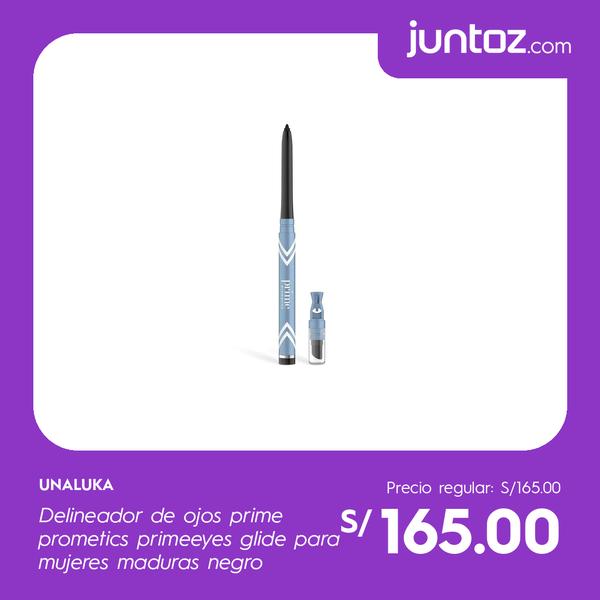 juntoz.com
prime
UNALUKA
Delineador de ojos prime
prometics primeeyes glide para
mujeres maduras negro
Precio regular: S/165.00
S/ 165.00